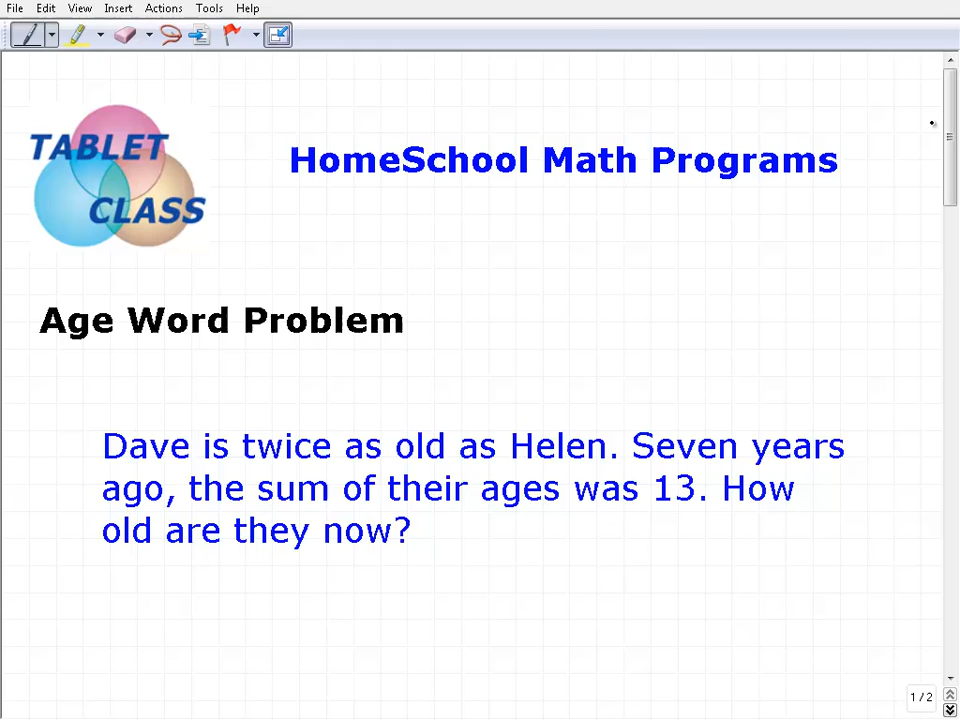 File Edit View Insert Actions Tools Help
TABLET
CLASS
HomeSchool Math Programs
Age Word Problem
Dave is twice as old as Helen. Seven years
ago, the sum of their ages was 13. How
old are they now?
1 / 2